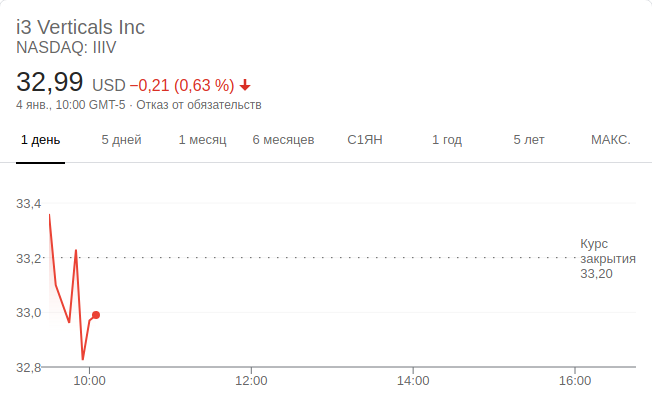 i3 Verticals Inc
NASDAQ: IIIV
32,99 USD −0,21 (0,63 %)
4 янв., 10:00 GMT-5 · Отказ от обязательств
1 день 5 дней 1 месяц 6 месяцев С1ЯН 1 год 5 лет МАКС.
33,4
Курс
33,2 закрытия
33,20
33,0
32,8
10:00 12:00 14:00 16:00